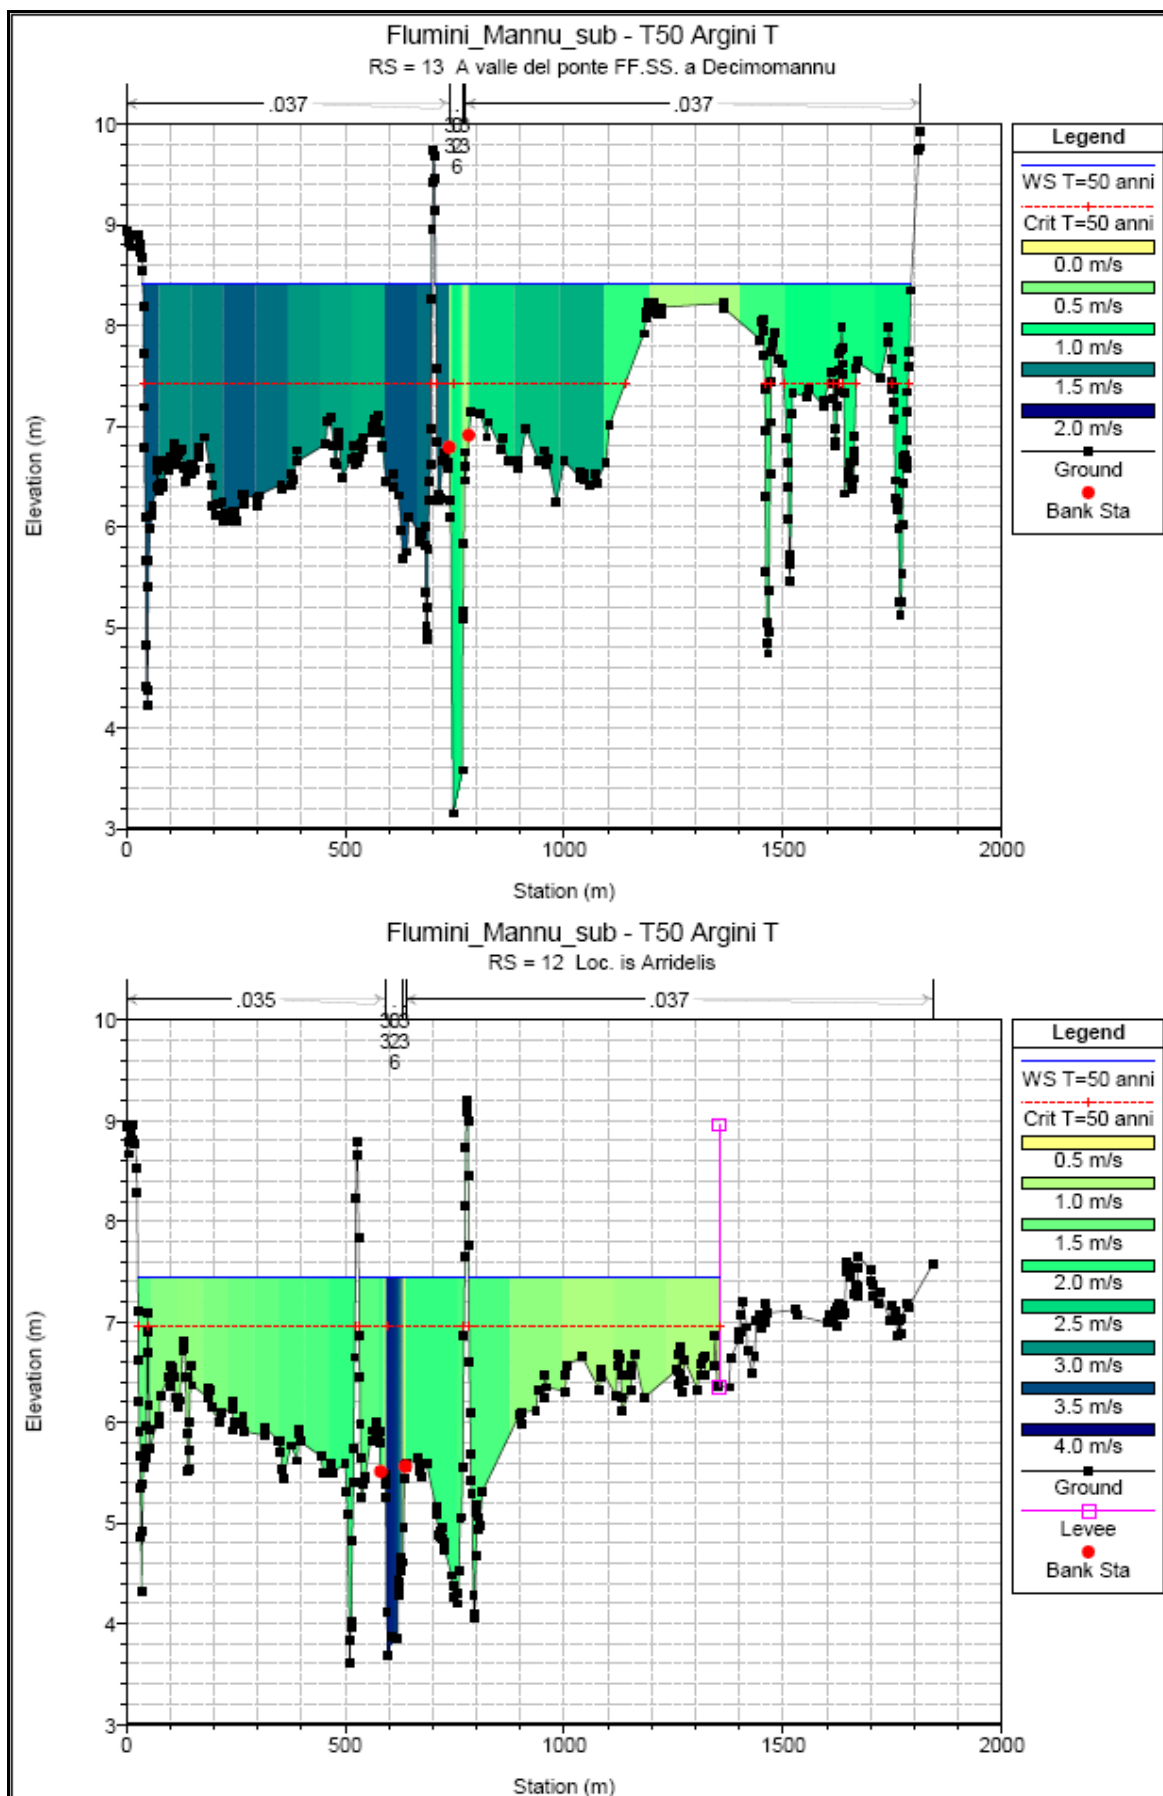 Flumini_Mannu_sub - T50 Argini T
RS = 13 A valle del ponte FF.SS. a Decimomannu
.037
.
.037
10
9
8
7
6
5
4
3
0
500
1000
1500
2000
Elevation (m)
Station (m)
Legend
WS T=50 anni
Crit T=50 anni
0.0 m/s
0.5 m/s
1.0 m/s
1.5 m/s
2.0 m/s
Ground
Bank Sta
Flumini_Mannu_sub - T50 Argini T
RS = 12 Loc. is Arridelis
.035
.
.037
10
9
8
7
6
5
4
3
0
500
1000
1500
2000
Elevation (m)
Station (m)
Legend
WS T=50 anni
Crit T=50 anni
0.5 m/s
1.0 m/s
1.5 m/s
2.0 m/s
2.5 m/s
3.0 m/s
3.5 m/s
4.0 m/s
Ground
Levee
Bank Sta